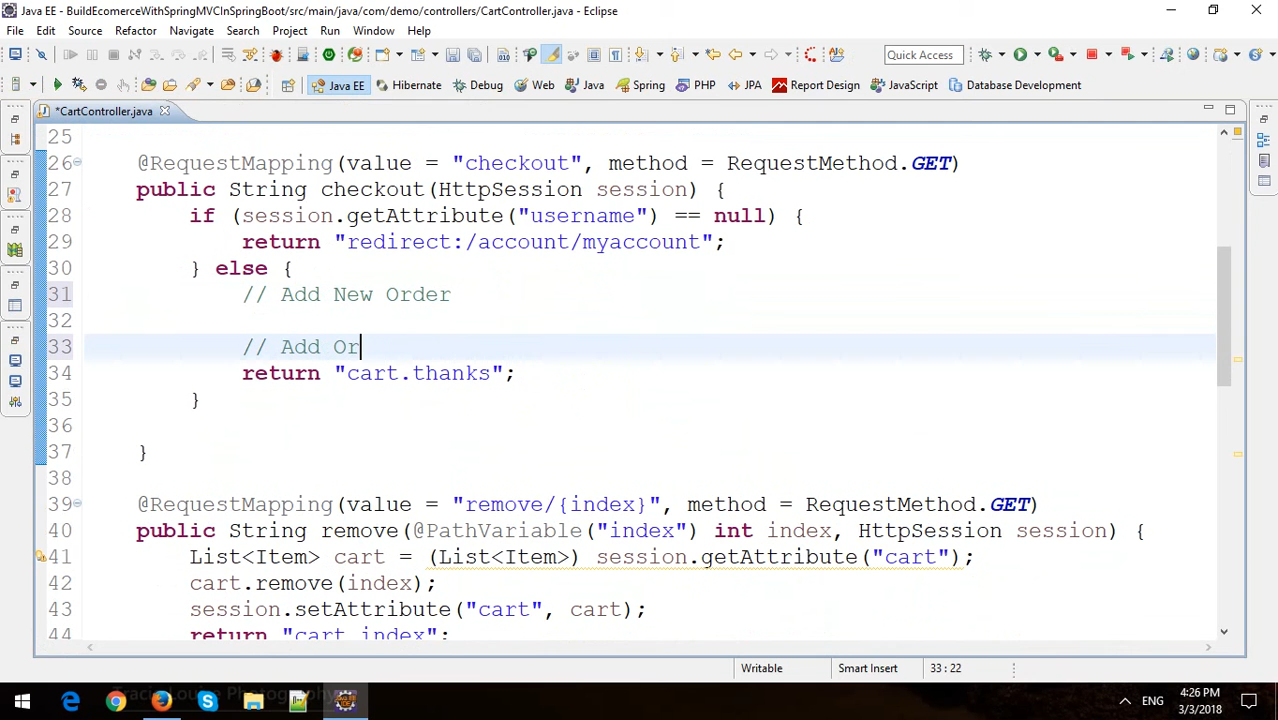 Java EE - BuildEcomerceWithSpringMVCInSpringBoot/src/main/java/com/demo/controllers/CartController.java - Eclipse
File Edit Source Refactor Navigate Search Project Run Window Help
Quick Access
Java EE Hibernate Debug Web Java Spring PHP JPA Report Design JavaScript Database Development
*CartController.java
25
26 @RequestMapping(value = "checkout", method = RequestMethod.GET)
27 public String checkout(HttpSession session) {
28 if (session.getAttribute("username") == null) {
29 return "redirect:/account/myaccount";
30 } else {
31 // Add New Order
32
33 // Add Or
34 return "cart.thanks";
35 }
36
37 }
38
39 @RequestMapping(value = "remove/{index}", method = RequestMethod.GET)
40 public String remove(@PathVariable("index") int index, HttpSession session) {
41 List<Item> cart = (List<Item>) session.getAttribute("cart");
42 cart.remove(index);
43 session.setAttribute("cart", cart);
44 return "cart.index";
Writable Smart Insert 33 : 22
Tracie Louise Photography
ENG 4:26 PM
3/3/2018